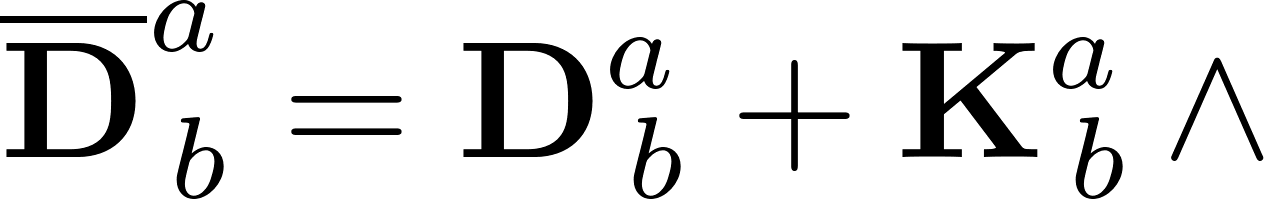 $\overline{\mathbf{D}}^a_{\ b} = \mathbf{D}^a_{\ b} + \mathbf{K}^a_{\ b} \wedge$